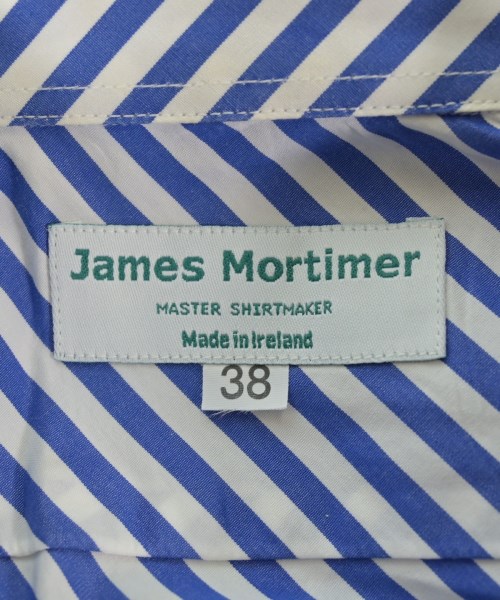 James Mortimer
MASTER SHIRTMAKER
Made in Ireland
38